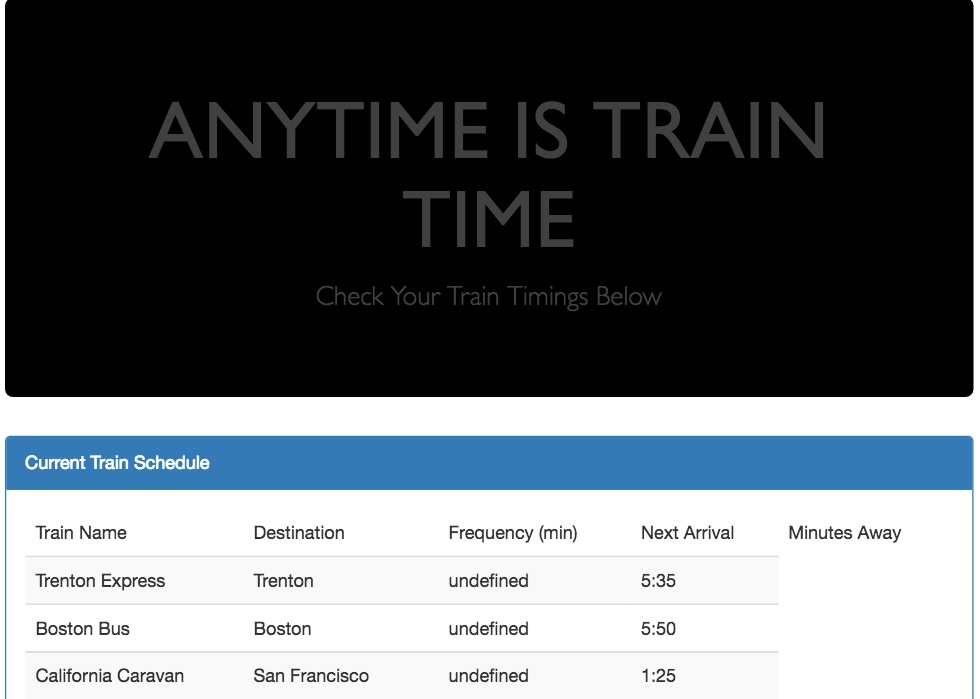 ANYTIME IS TRAIN
TIME
Check Your Train Timings Below
Current Train Schedule
Train Name Destination Frequency (min) Next Arrival Minutes Away
Trenton Express Trenton undefined 5:35
Boston Bus Boston undefined 5:50
California Caravan San Francisco undefined 1:25